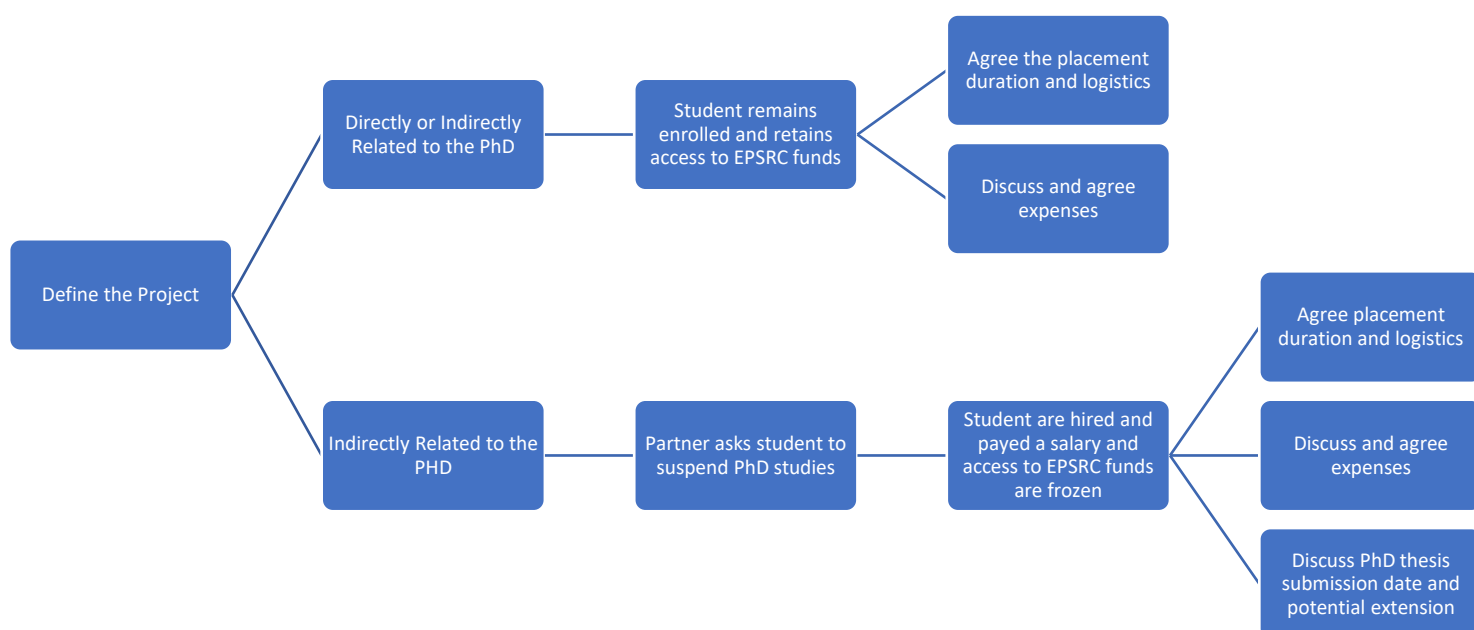 Define the Project
Directly or Indirectly
Related to the PhD
Student remains
enrolled and retains
access to EPSRC funds
Agree the placement
duration and logistics
Discuss and agree
expenses
Indirectly Related to the
PHD
Partner asks student to
suspend PhD studies
Student are hired and
payed a salary and
access to EPSRC funds
are frozen
Agree placement
duration and logistics
Discuss and agree
expenses
Discuss PhD thesis
submission date and
potential extension